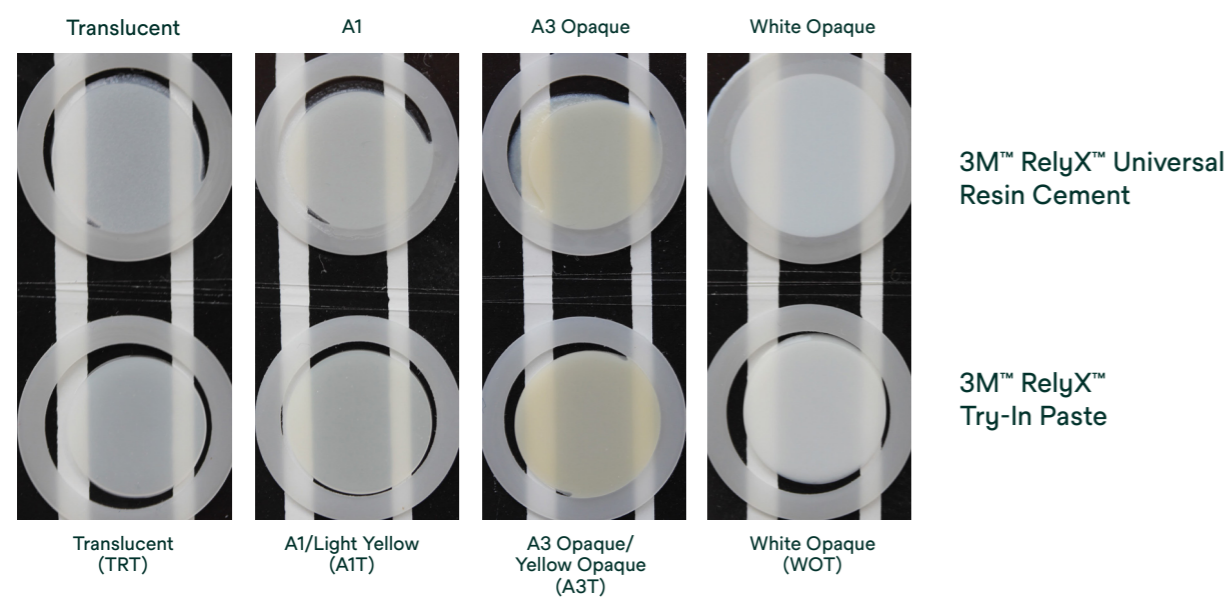 Translucent
A1
A3 Opaque
White Opaque
3M™ RelyX™ Universal
Resin Cement
3M™ RelyX™
Try-In Paste
Translucent
(TRT)
A1/Light Yellow
(A1T)
A3 Opaque/
Yellow Opaque
(A3T)
White Opaque
(WOT)